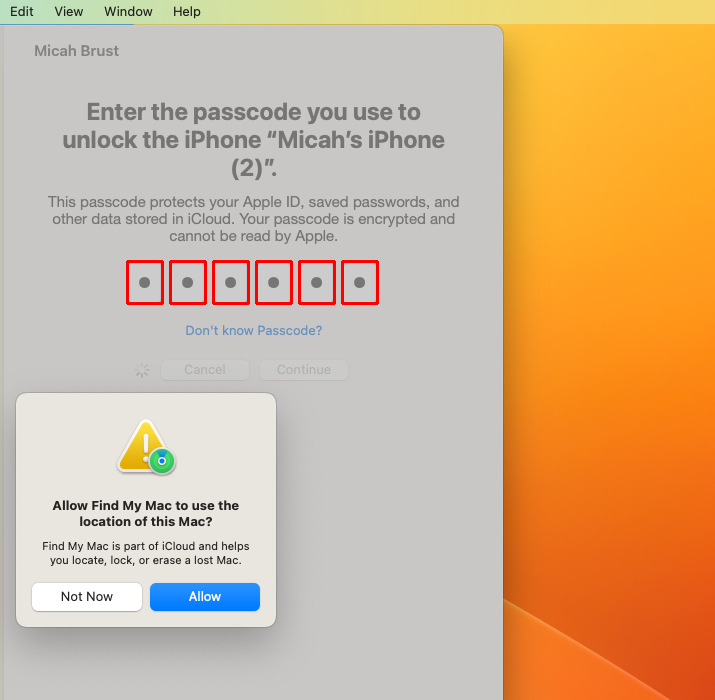 Edit View Window Help
Micah Brust
Enter the passcode you use to
unlock the iPhone “Micah’s iPhone
(2)”.
This passcode protects your Apple ID, saved passwords, and
other data stored in iCloud. Your passcode is encrypted and
cannot be read by Apple.
Don't know Passcode?
Cancel Continue
Allow Find My Mac to use the
location of this Mac?
Find My Mac is part of iCloud and helps
you locate, lock, or erase a lost Mac.
Not Now Allow